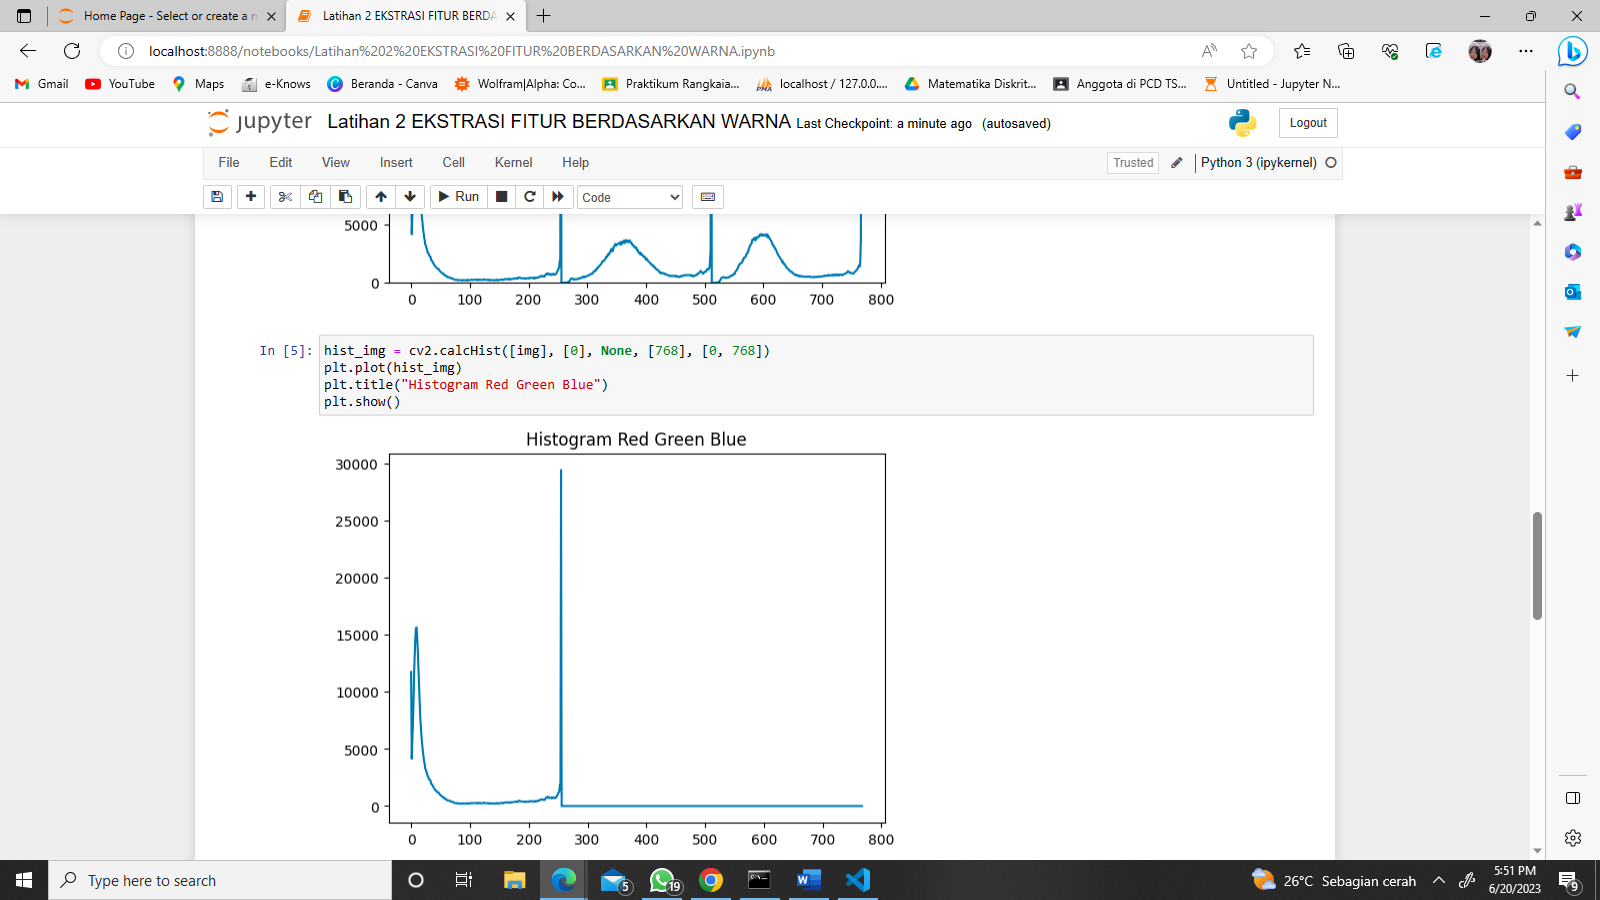 Home Page - Select or create a n
Latihan 2 EKSTRASI FITUR BERDA
localhost:8888/notebooks/Latihan%202%20EKSTRASI%20FITUR%20BERDASARKAN%20WARNA.ipynb
Gmail
YouTube
Maps
e-Knows
Beranda - Canva
Wolfram|Alpha: Co...
Praktikum Rangkaia...
localhost / 127.0.0....
Matematika Diskrit...
Anggota di PCD TS...
Untitled - Jupyter N...
jupyter Latihan 2 EKSTRASI FITUR BERDASARKAN WARNA Last Checkpoint: a minute ago (autosaved)
Logout
File Edit View Insert Cell Kernel Help
Trusted
Python 3 (ipykernel)
Run
Code
5000
0
0 100 200 300 400 500 600 700 800
In [5]:
hist_img = cv2.calcHist([img], [0], None, [768], [0, 768])
plt.plot(hist_img)
plt.title("Histogram Red Green Blue")
plt.show()
Histogram Red Green Blue
30000
25000
20000
15000
10000
5000
0
0 100 200 300 400 500 600 700 800
Type here to search
5
19
26°C Sebagian cerah
5:51 PM
6/20/2023
9